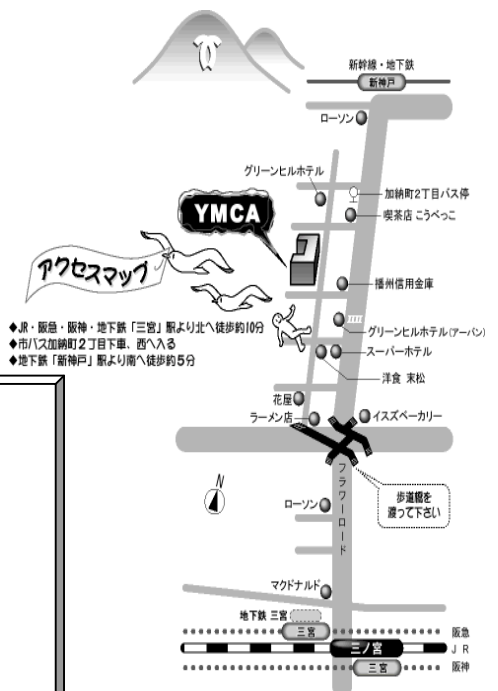 新幹線・地下鉄
新神戸
ローソン
グリーンヒルホテル
加納町2丁目バス停
喫茶店 こうべっこ
YMCA
アクセスマップ
播州信用金庫
◆JR・阪急・阪神・地下鉄「三宮」駅より北へ徒歩約10分
◆市バス加納町2丁目下車、西へ入る
◆地下鉄「新神戸」駅より南へ徒歩約5分
グリーンヒルホテル(アーバン)
スーパーホテル
洋食 末松
花屋
ラーメン店
イスズベーカリー
N
フラワーロード
歩道橋を
渡って下さい
ローソン
マクドナルド
地下鉄 三宮
三宮
阪急
三ノ宮
JR
三宮
阪神